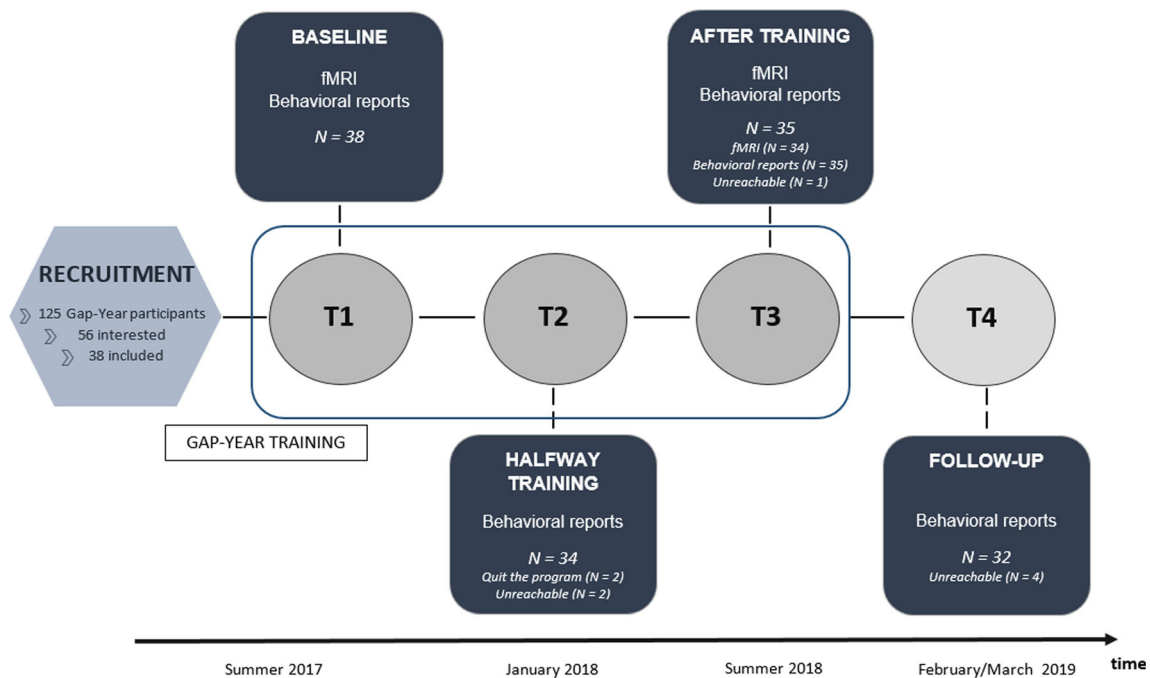 BASELINE
fMRI
Behavioral reports
N = 38
AFTER TRAINING
fMRI
Behavioral reports
N = 35
fMRI (N = 34)
Behavioral reports (N = 35)
Unreachable (N = 1)
RECRUITMENT
125 Gap-Year participants
56 interested
38 included
T1
T2
T3
T4
GAP-YEAR TRAINING
HALFWAY
TRAINING
Behavioral reports
N = 34
Quit the program (N = 2)
Unreachable (N = 2)
FOLLOW-UP
Behavioral reports
N = 32
Unreachable (N = 4)
Summer 2017
January 2018
Summer 2018
February/March 2019
time